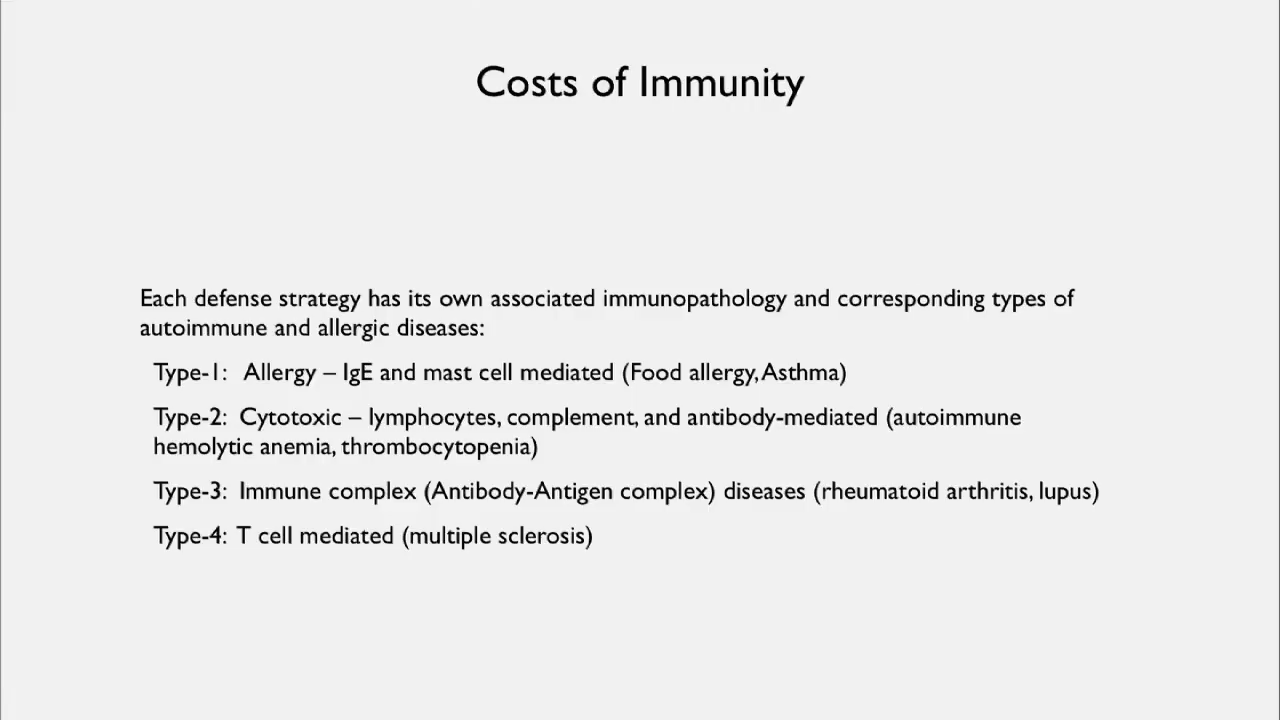 Costs of Immunity
Each defense strategy has its own associated immunopathology and corresponding types of
autoimmune and allergic diseases:
Type-1: Allergy – IgE and mast cell mediated (Food allergy, Asthma)
Type-2: Cytotoxic – lymphocytes, complement, and antibody-mediated (autoimmune
hemolytic anemia, thrombocytopenia)
Type-3: Immune complex (Antibody-Antigen complex) diseases (rheumatoid arthritis, lupus)
Type-4: T cell mediated (multiple sclerosis)